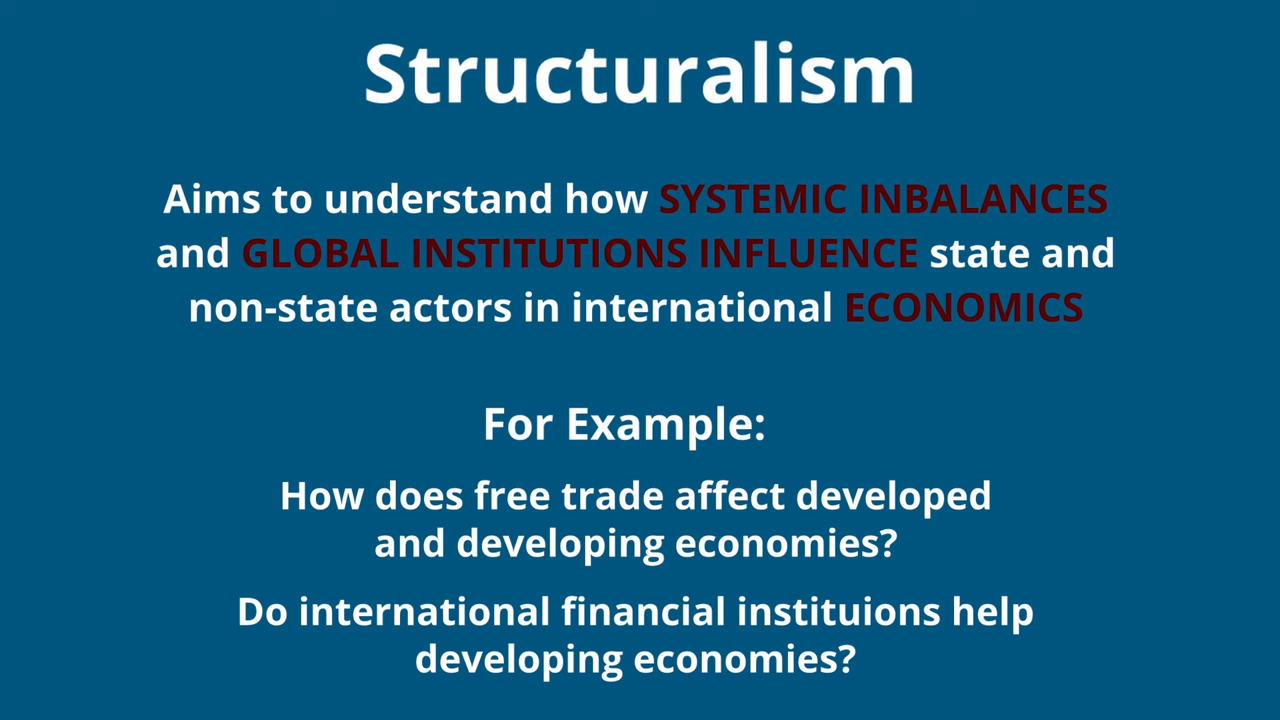 Structuralism
Aims to understand how SYSTEMIC INBALANCES
and GLOBAL INSTITUTIONS INFLUENCE state and
non-state actors in international ECONOMICS
For Example:
How does free trade affect developed
and developing economies?
Do international financial instituions help
developing economies?